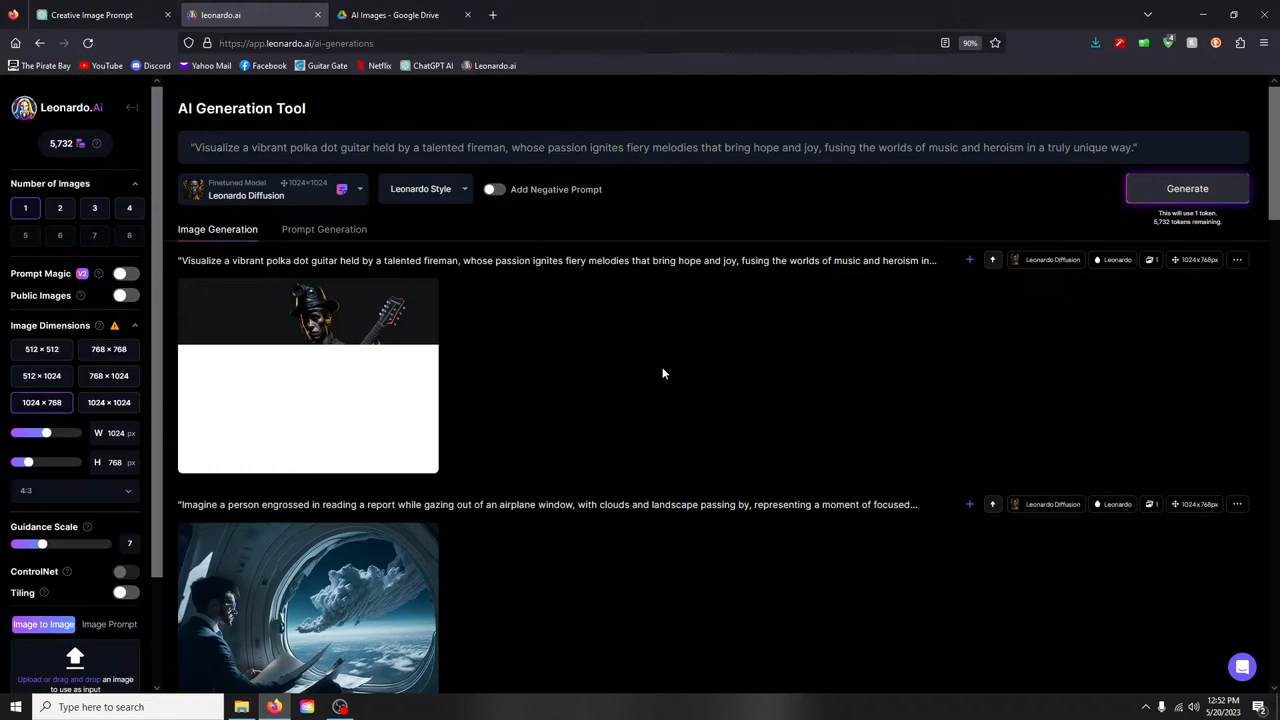 Creative Image Prompt
leonardo.ai
AI Images - Google Drive
https://app.leonardo.ai/ai-generations
90%
The Pirate Bay
YouTube
Discord
Yahoo Mail
Facebook
Guitar Gate
Netflix
ChatGPT AI
Leonardo.ai
Leonardo.Ai
5,732
Number of Images
1 2 3 4
5 6 7 8
Prompt Magic V2
Public Images
Image Dimensions
512 × 512 768 × 768
512 × 1024 768 × 1024
1024 × 768 1024 × 1024
W 1024 px
H 768 px
4:3
Guidance Scale
7
ControlNet
Tiling
Image to Image Image Prompt
Upload or drag and drop an image
to use as input
AI Generation Tool
"Visualize a vibrant polka dot guitar held by a talented fireman, whose passion ignites fiery melodies that bring hope and joy, fusing the worlds of music and heroism in a truly unique way."
Finetuned Model 1024×1024
Leonardo Diffusion
Leonardo Style
Add Negative Prompt
Generate
This will use 1 token.
5,732 tokens remaining.
Image Generation Prompt Generation
"Visualize a vibrant polka dot guitar held by a talented fireman, whose passion ignites fiery melodies that bring hope and joy, fusing the worlds of music and heroism in...
Leonardo Diffusion Leonardo 1 1024x768px
"Imagine a person engrossed in reading a report while gazing out of an airplane window, with clouds and landscape passing by, representing a moment of focused...
Leonardo Diffusion Leonardo 1 1024x768px
Type here to search
12:52 PM
5/20/2023
2